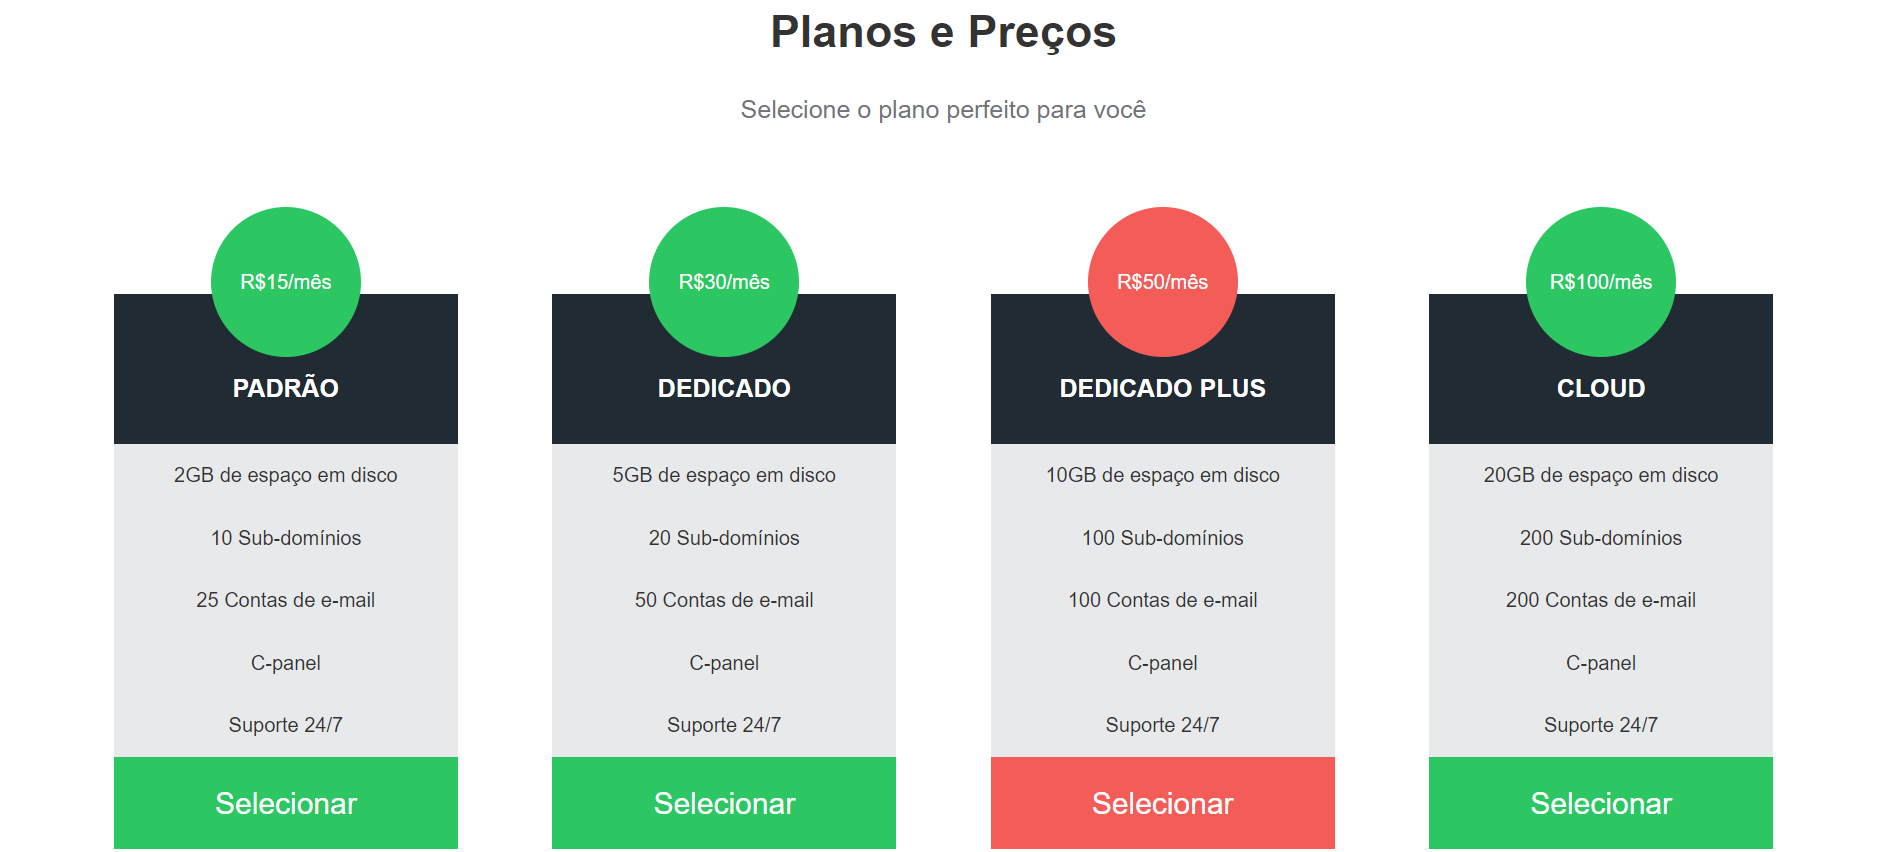 Planos e Preços
Selecione o plano perfeito para você
R$15/mês
PADRÃO
2GB de espaço em disco
10 Sub-domínios
25 Contas de e-mail
C-panel
Suporte 24/7
Selecionar
R$30/mês
DEDICADO
5GB de espaço em disco
20 Sub-domínios
50 Contas de e-mail
C-panel
Suporte 24/7
Selecionar
R$50/mês
DEDICADO PLUS
10GB de espaço em disco
100 Sub-domínios
100 Contas de e-mail
C-panel
Suporte 24/7
Selecionar
R$100/mês
CLOUD
20GB de espaço em disco
200 Sub-domínios
200 Contas de e-mail
C-panel
Suporte 24/7
Selecionar